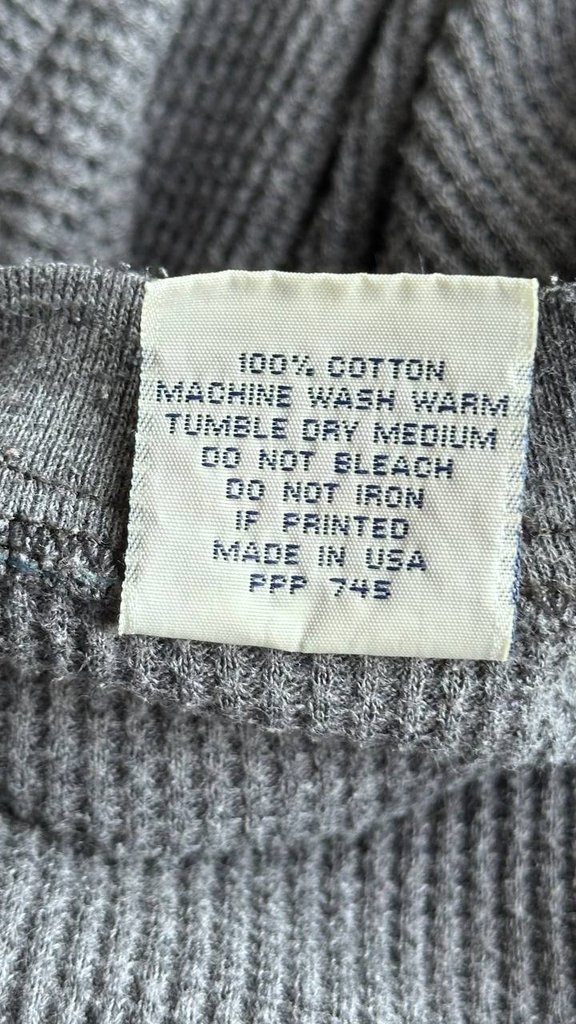 100% COTTON
MACHINE WASH WARM
TUMBLE DRY MEDIUM
DO NOT BLEACH
DO NOT IRON
IF PRINTED
MADE IN USA
PPP 745